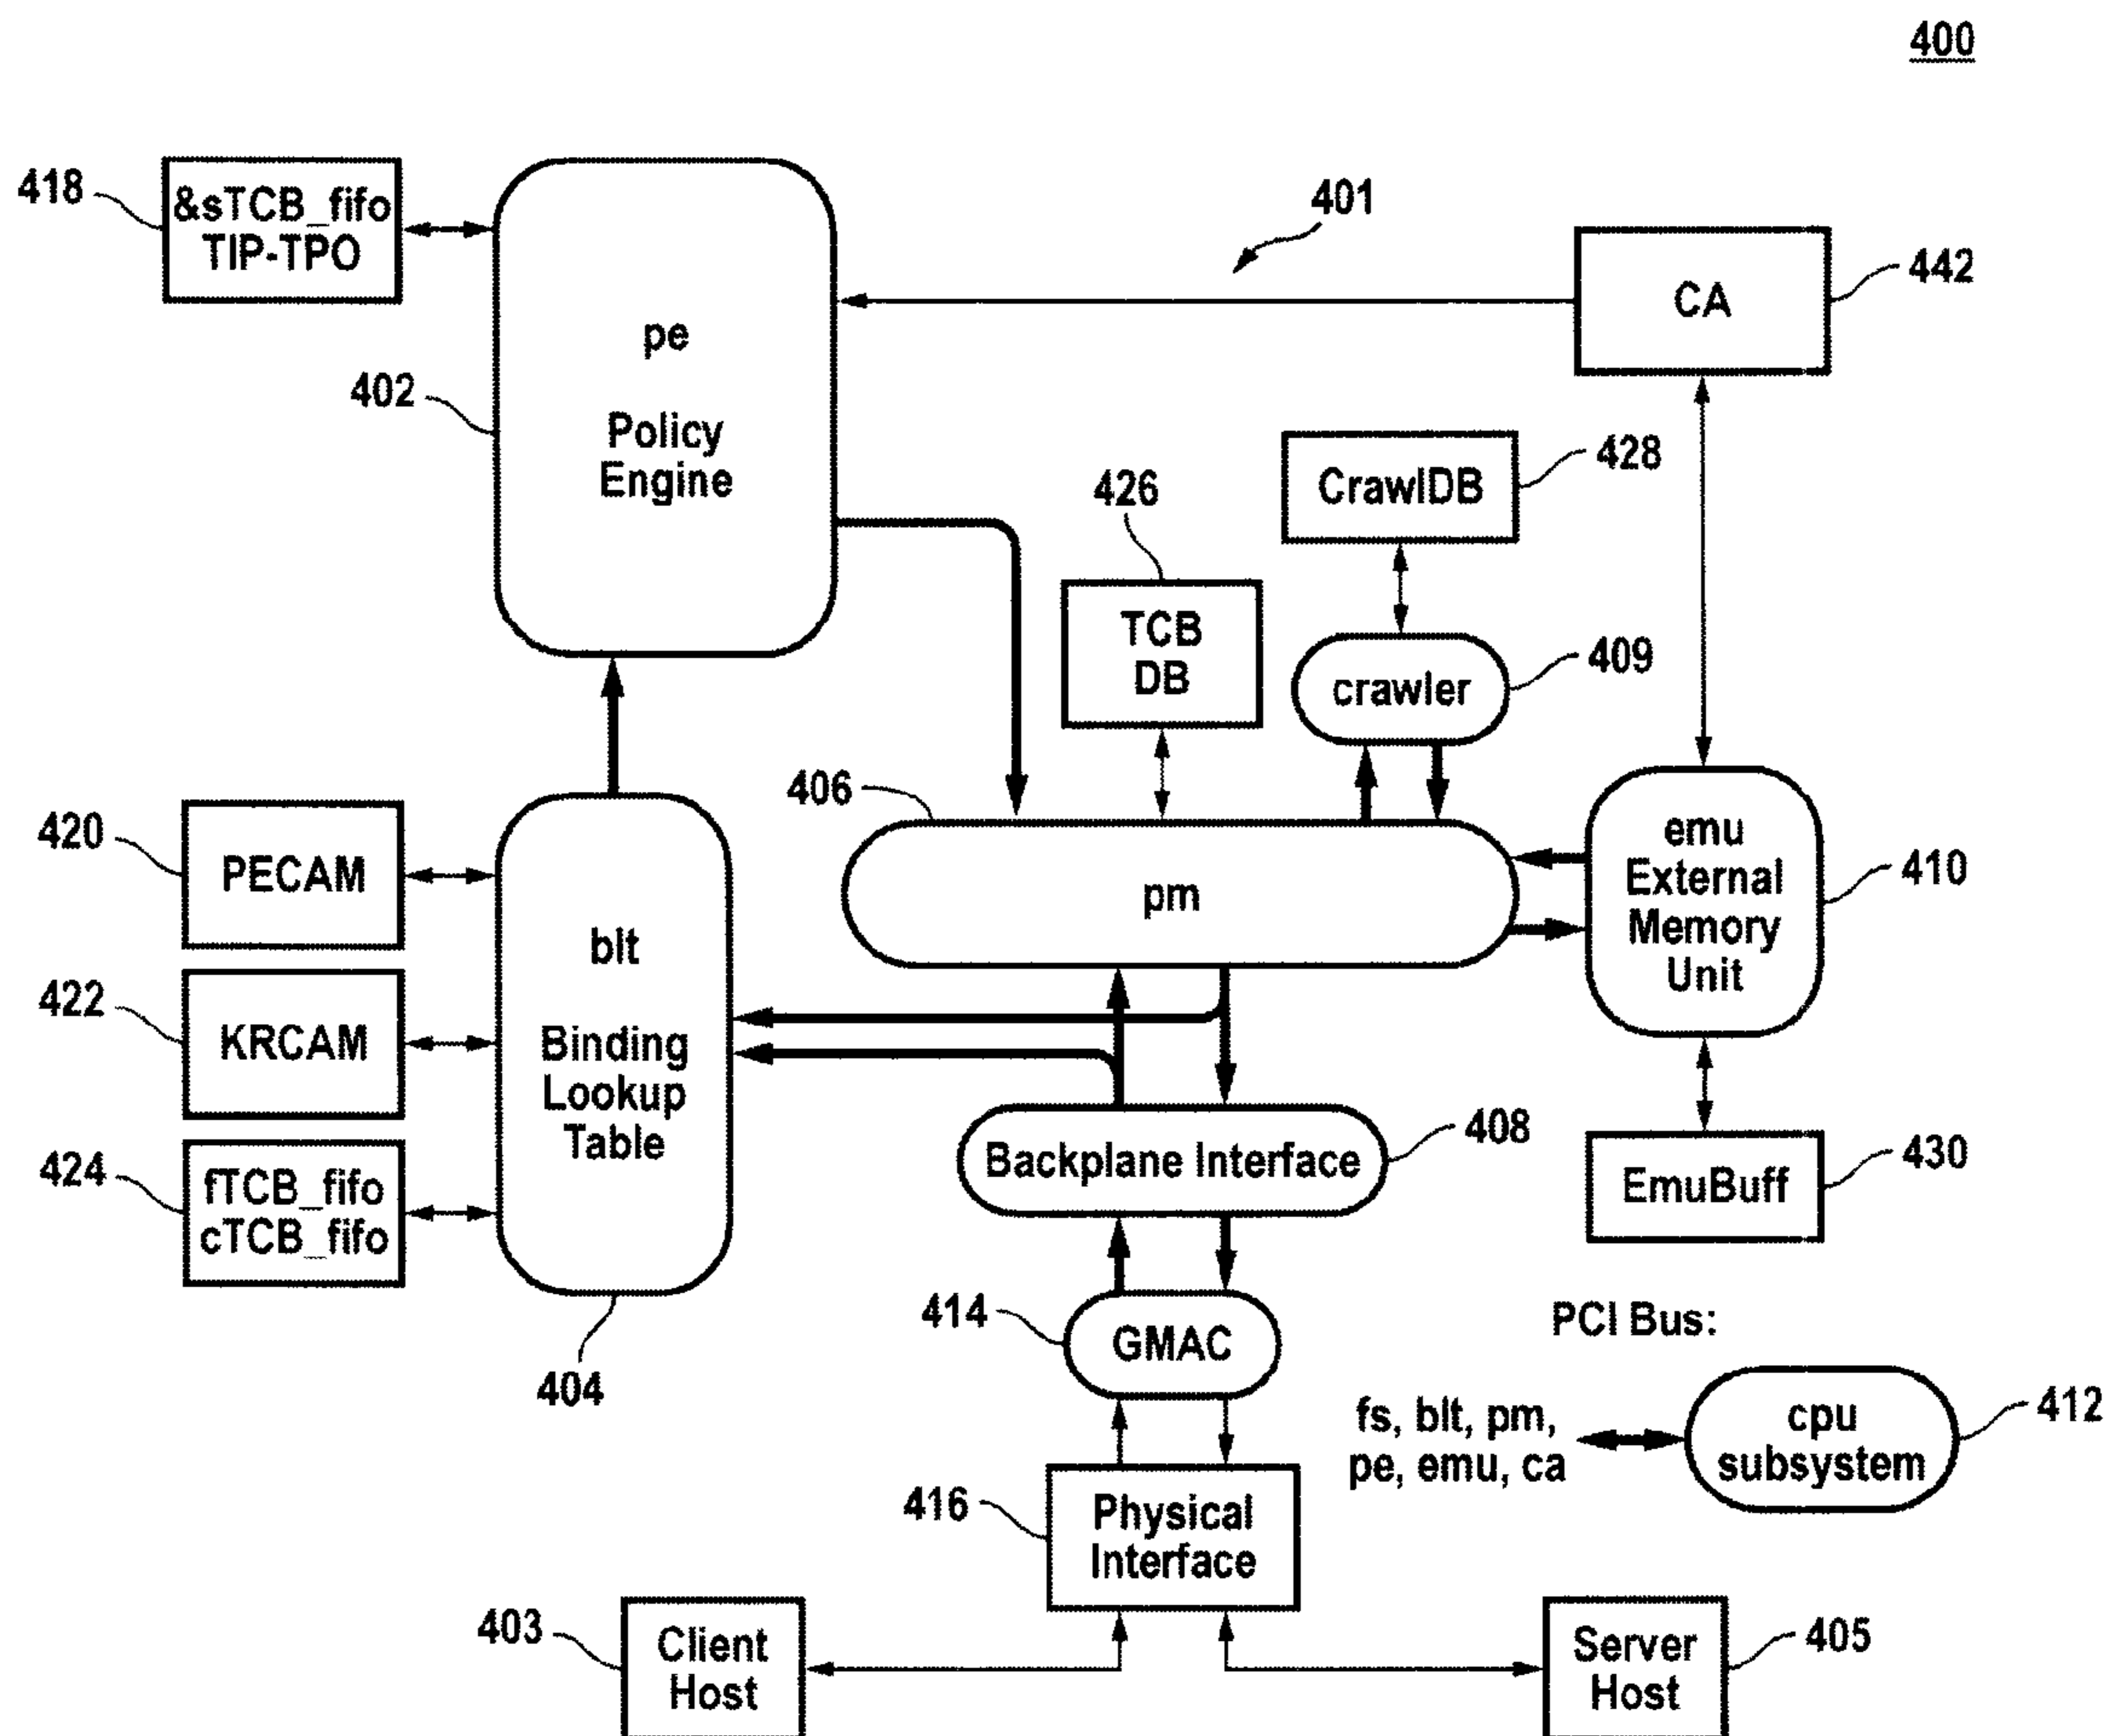 400
418
&sTCB_fifo
TIP-TPO
401
CA
442
pe
Policy
Engine
402
CrawlDB
428
426
TCB
DB
crawler
409
406
pm
emu
External
Memory
Unit
410
420
PECAM
422
KRCAM
424
fTCB_fifo
cTCB_fifo
blt
Binding
Lookup
Table
404
Backplane Interface
408
EmuBuff
430
414
GMAC
PCI Bus:
fs, blt, pm,
pe, emu, ca
cpu
subsystem
412
416
Physical
Interface
403
Client
Host
Server
Host
405